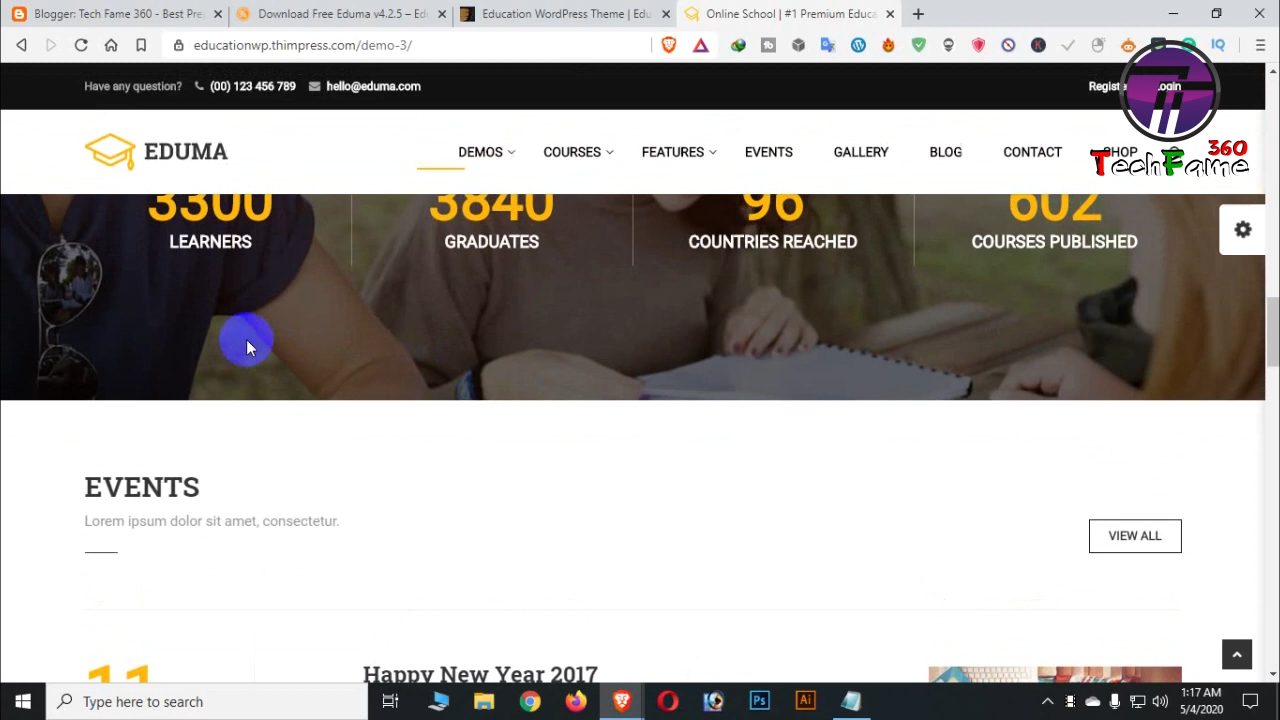 Blogger: Tech Fame 360 - Best Pre
Download Free Eduma v4.2.5 – Ed
Education WordPress Theme | Edu
Online School | #1 Premium Educa
educationwp.thimpress.com/demo-3/
Have any question? (00) 123 456 789 hello@eduma.com
Registe ogin
EDUMA
DEMOS COURSES FEATURES EVENTS GALLERY BLOG CONTACT SHOP
360
TechFame
3300 3840 96 602
LEARNERS GRADUATES COUNTRIES REACHED COURSES PUBLISHED
EVENTS
Lorem ipsum dolor sit amet, consectetur.
VIEW ALL
11
Happy New Year 2017
Type here to search
1:17 AM
5/4/2020